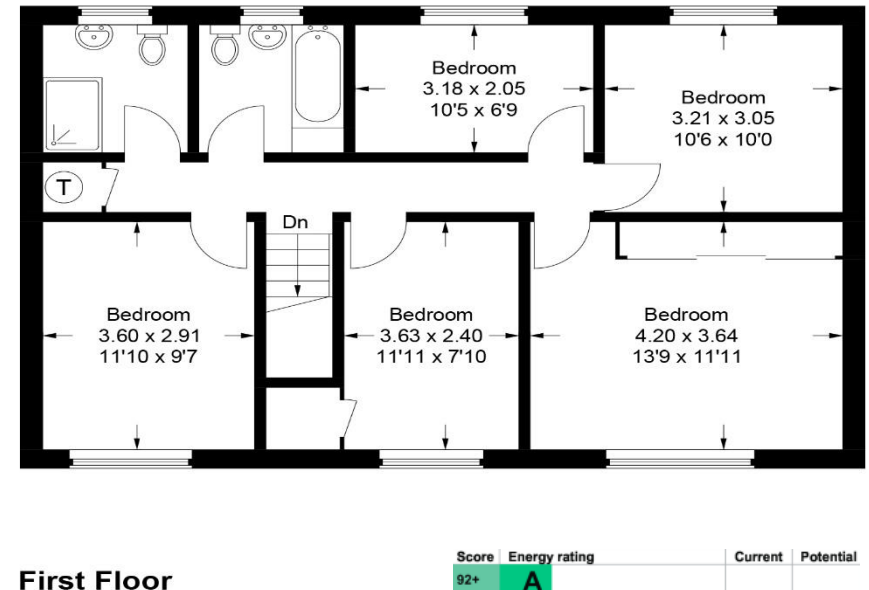 Bedroom
3.18 x 2.05
10'5 x 6'9
Bedroom
3.21 x 3.05
10'6 x 10'0
T
Dn
Bedroom
3.60 x 2.91
11'10 x 9'7
Bedroom
3.63 x 2.40
11'11 x 7'10
Bedroom
4.20 x 3.64
13'9 x 11'11
First Floor
Score Energy rating Current Potential
92+ A